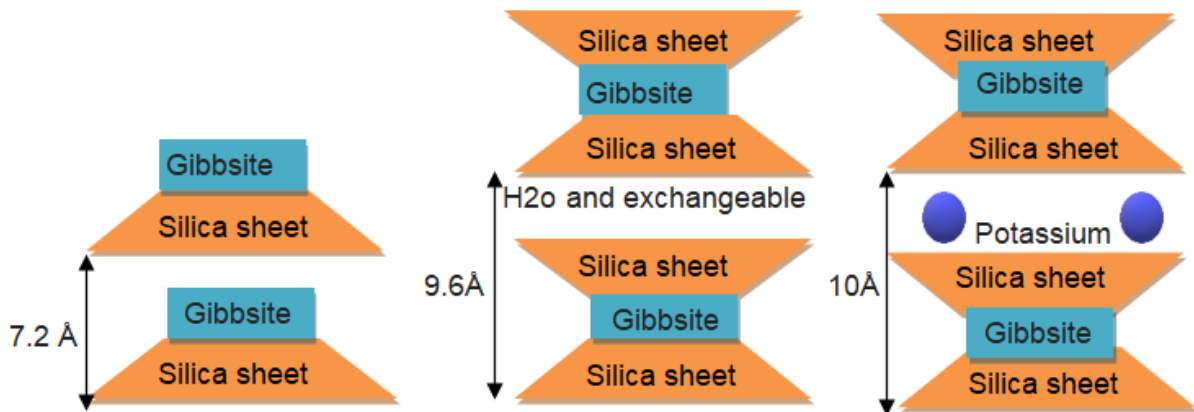 Gibbsite
Silica sheet
7.2 Å
Gibbsite
Silica sheet
Silica sheet
Gibbsite
Silica sheet
H2o and exchangeable
9.6Å
Silica sheet
Gibbsite
Silica sheet
Silica sheet
Gibbsite
Silica sheet
Potassium
10Å
Silica sheet
Gibbsite
Silica sheet